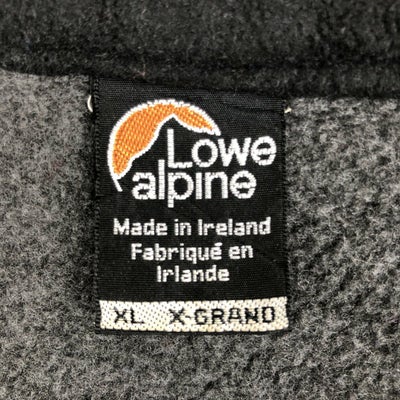 Lowe
alpine
Made in Ireland
Fabriqué en
Irlande
XL X-GRAND